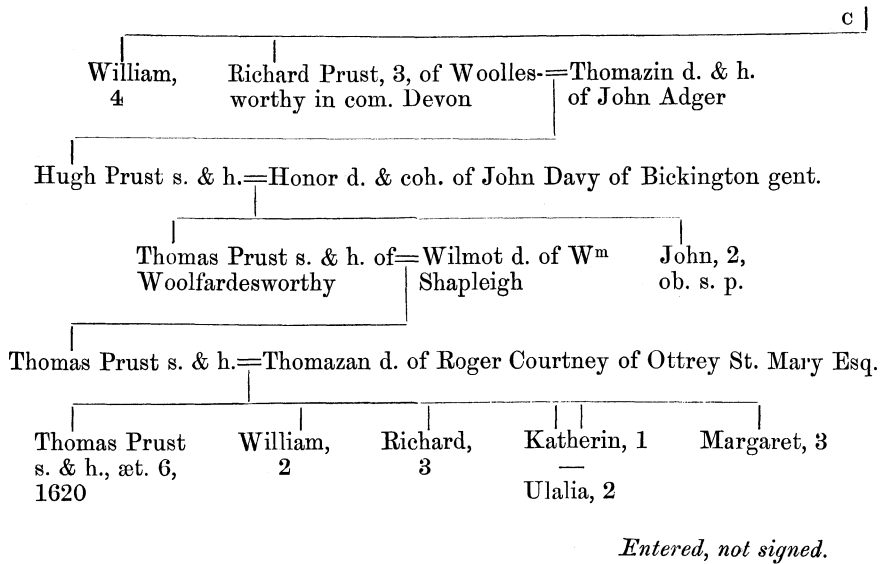 C
William,
4
Richard Prust, 3, of Woolles-=Thomazin d. & h.
worthy in com. Devon
of John Adger
Hugh Prust s. & h.=Honor d. & coh. of John Davy of Bickington gent.
Thomas Prust s. & h. of=Wilmot d. of Wᵐ
Woolfardesworthy
Shapleigh
John, 2,
ob. s. p.
Thomas Prust s. & h.=Thomazan d. of Roger Courtney of Ottrey St. Mary Esq.
Thomas Prust
s. & h., æt. 6,
1620
William,
2
Richard,
3
Katherin, 1
Ulalia, 2
Margaret, 3
Entered, not signed.